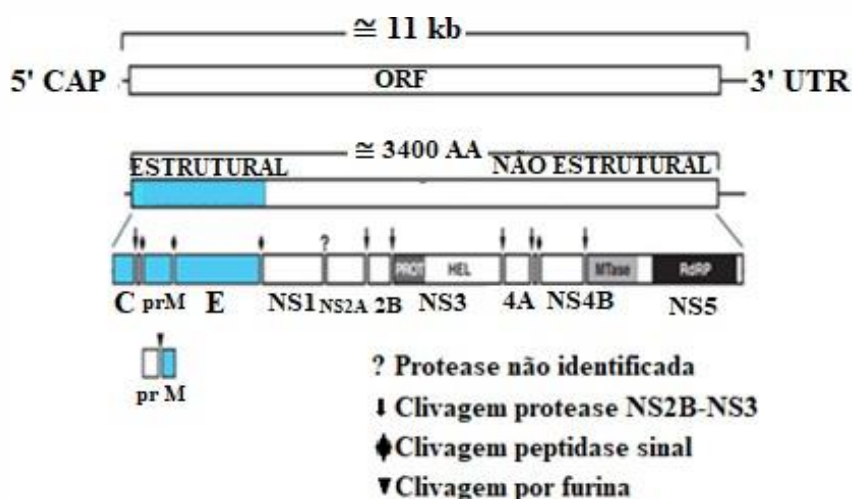 ≅ 11 kb
5' CAP ORF 3' UTR
≅ 3400 AA
ESTRUTURAL NÃO ESTRUTURAL
?
PROT HEL MTase RdRP
C prM E NS1 NS2A 2B NS3 4A NS4B NS5
pr M
? Protease não identificada
Clivagem protease NS2B-NS3
Clivagem peptidase sinal
Clivagem por furina